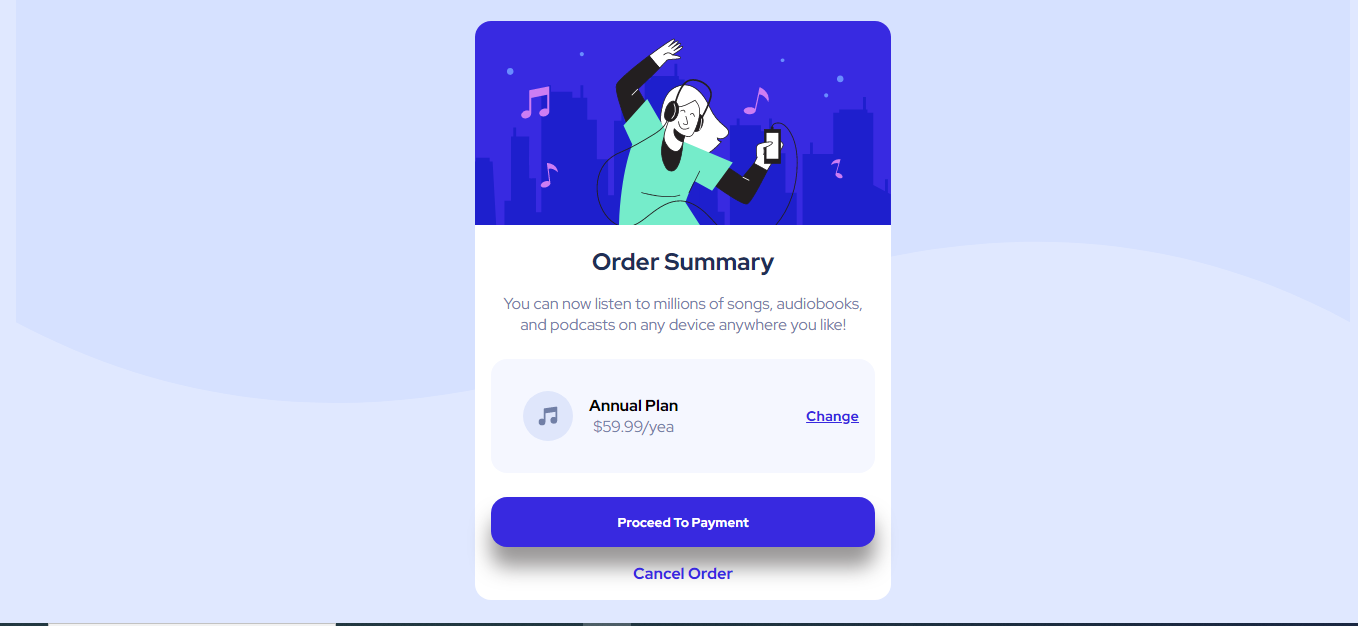 Order Summary
You can now listen to millions of songs, audiobooks,
and podcasts on any device anywhere you like!
Annual Plan
$59.99/yea
Change
Proceed To Payment
Cancel Order